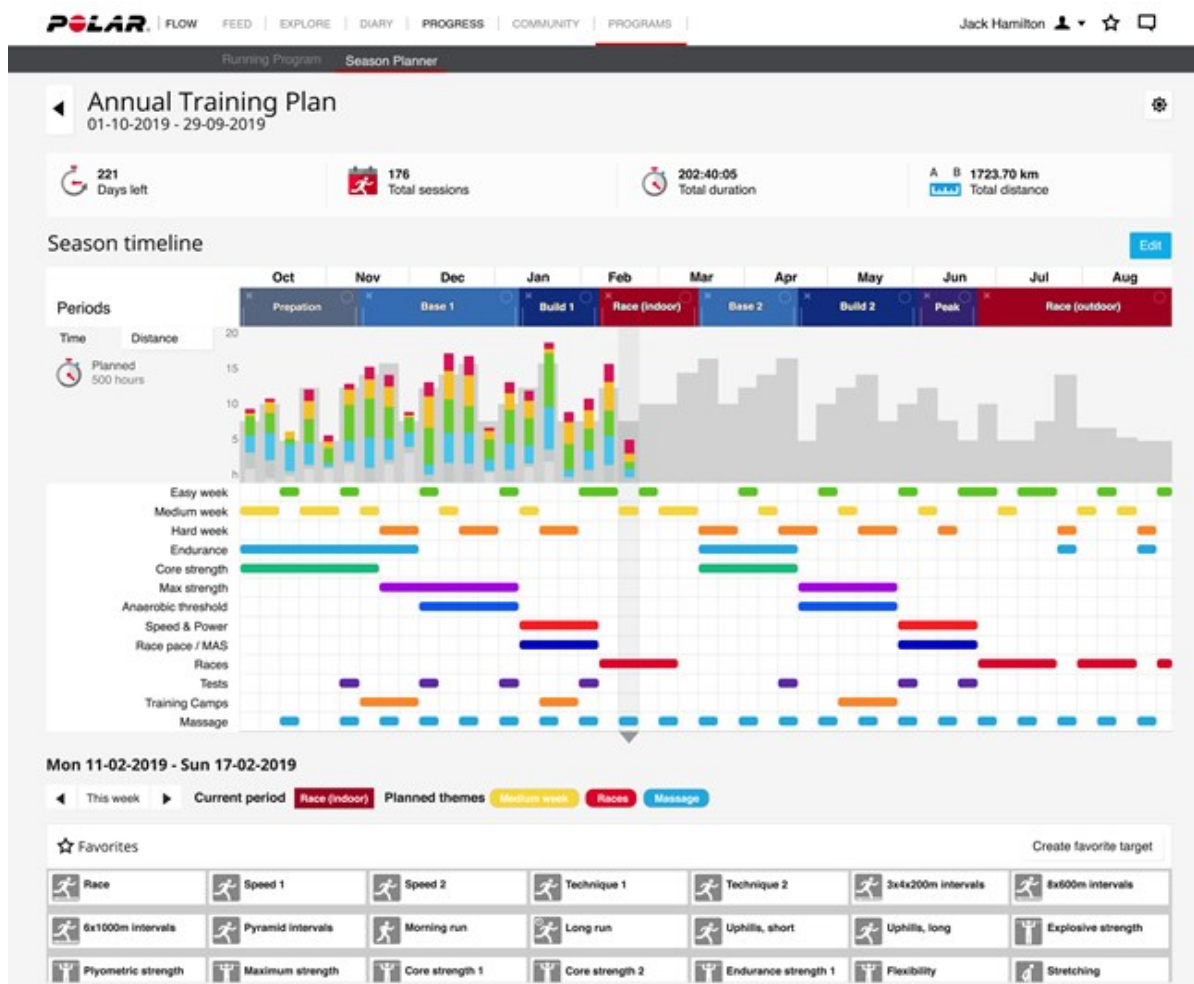 POLAR. FLOW FEED EXPLORE DIARY PROGRESS COMMUNITY PROGRAMS Jack Hamilton
Running Program Season Planner
Annual Training Plan
01-10-2019 - 29-09-2019
221 Days left
176 Total sessions
202:40:05 Total duration
A B 1723.70 km Total distance
Season timeline Edit
Oct Nov Dec Jan Feb Mar Apr May Jun Jul Aug
Periods Prepation Base 1 Build 1 Race (indoor) Base 2 Build 2 Peak Race (outdoor)
Time Distance
Planned
500 hours
20
15
10
5
h
Easy week
Medium week
Hard week
Endurance
Core strength
Max strength
Anaerobic threshold
Speed & Power
Race pace / MAS
Races
Tests
Training Camps
Massage
Mon 11-02-2019 - Sun 17-02-2019
This week Current period Race (indoor) Planned themes Medium week Races Massage
Favorites Create favorite target
Race Speed 1 Speed 2 Technique 1 Technique 2 3x4x200m intervals 8x600m intervals
6x1000m intervals Pyramid intervals Morning run Long run Uphills, short Uphills, long Explosive strength
Plyometric strength Maximum strength Core strength 1 Core strength 2 Endurance strength 1 Flexibility Stretching